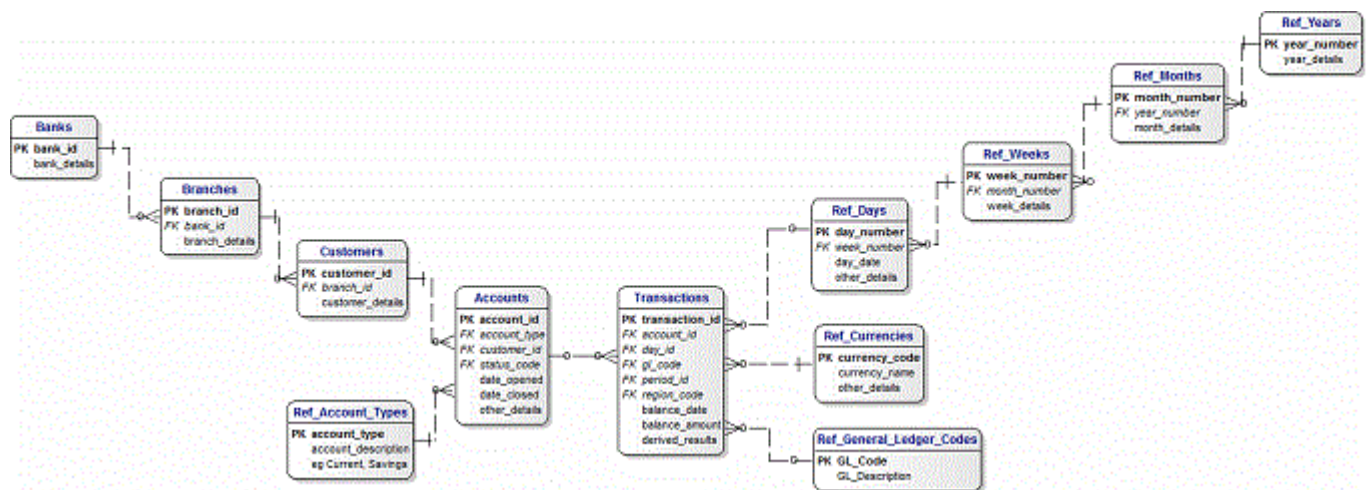 Ref_Years
PK year_number
year_details
Ref_Months
PK month_number
FK year_number
month_details
Banks
PK bank_id
bank_details
Ref_Weeks
PK week_number
FK month_number
week_details
Branches
PK branch_id
FK bank_id
branch_details
Ref_Days
PK day_number
FK week_number
day_date
other_details
Customers
PK customer_id
FK branch_id
customer_details
Accounts
PK account_id
FK account_type
FK customer_id
FK status_code
date_opened
date_closed
other_details
Transactions
PK transaction_id
FK account_id
FK day_id
FK gl_code
FK period_id
FK region_code
balance_date
balance_amount
derived_results
Ref_Currencies
PK currency_code
currency_name
other_details
Ref_Account_Types
PK account_type
account_description
eg Current, Savings
Ref_General_Ledger_Codes
PK GL_Code
GL_Description